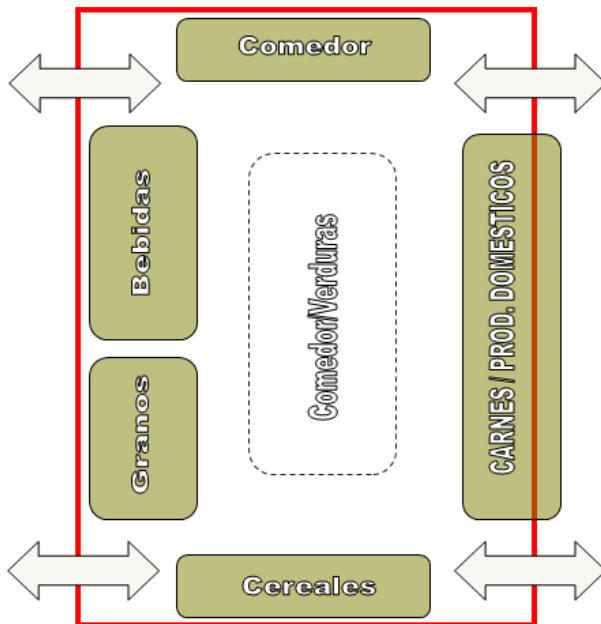 Comedor
Bebidas
Comedor/Verduras
CARNES / PROD. DOMESTICOS
Granos
Cereales